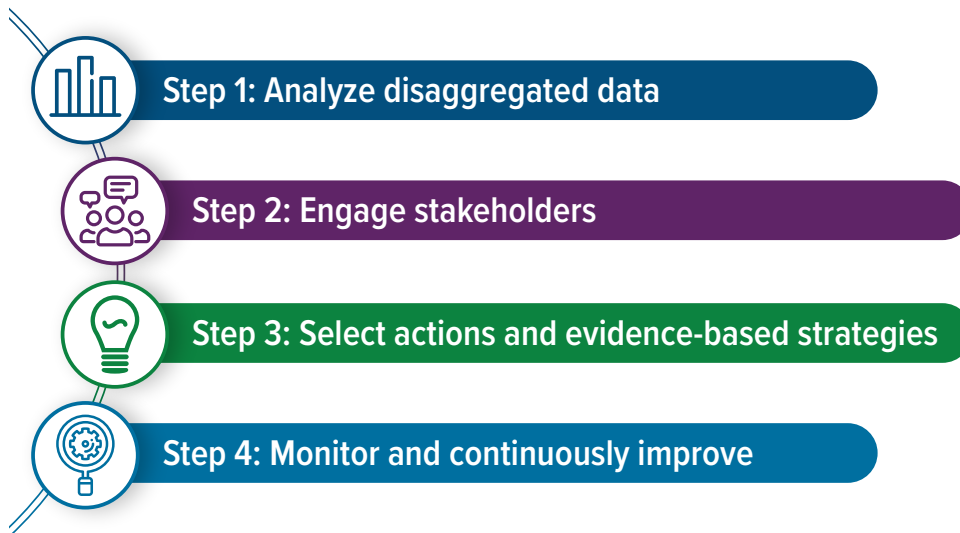 Step 1: Analyze disaggregated data
Step 2: Engage stakeholders
Step 3: Select actions and evidence-based strategies
Step 4: Monitor and continuously improve